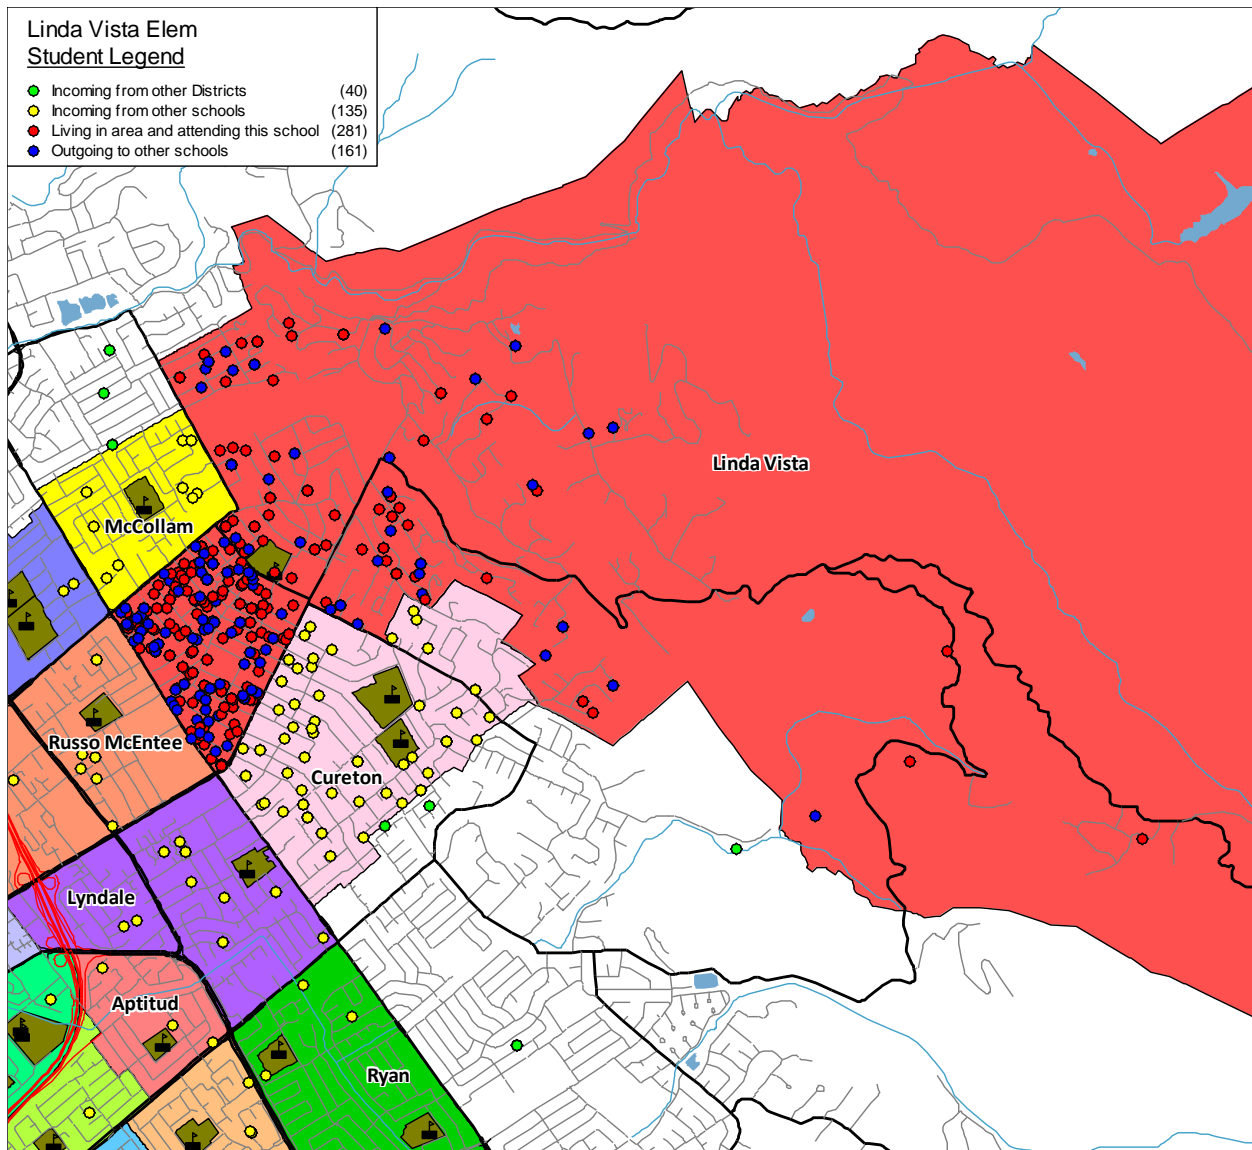 Linda Vista Elem
Student Legend
Incoming from other Districts (40)
Incoming from other schools (135)
Living in area and attending this school (281)
Outgoing to other schools (161)
Linda Vista
McCollam
Russo McEntee
Cureton
Lyndale
Aptitud
Ryan